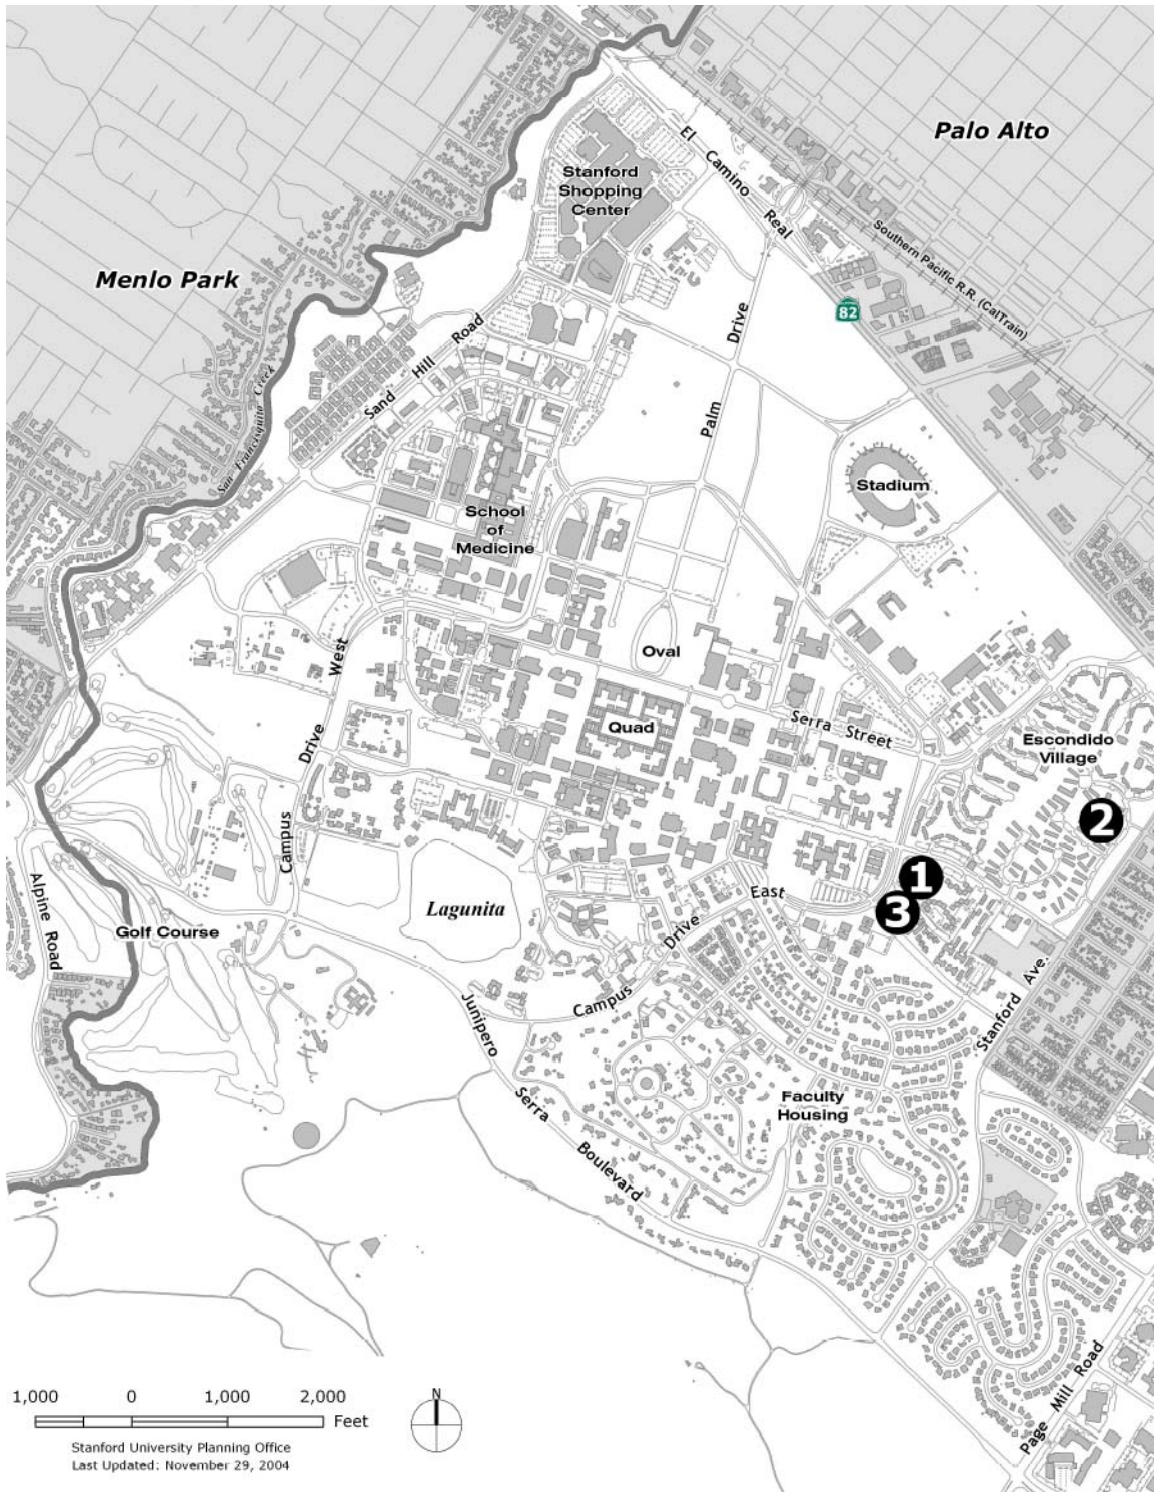 Palo Alto
El Camino Real
Stanford
Shopping
Center
Southern Pacific R.R. (CalTrain)
Menlo Park
82
Palm Drive
Sand Hill Road
San Francisquito Creek
Stadium
School
of
Medicine
Oval
Campus Drive West
Quad
Serra Street
Escondido
Village
2
1
3
Campus Drive East
Lagunita
Alpine Road
Golf Course
Stanford Ave.
Junipero Serra Boulevard
Faculty
Housing
Page Mill Road
1,000 0 1,000 2,000
Feet
N
Stanford University Planning Office
Last Updated: November 29, 2004